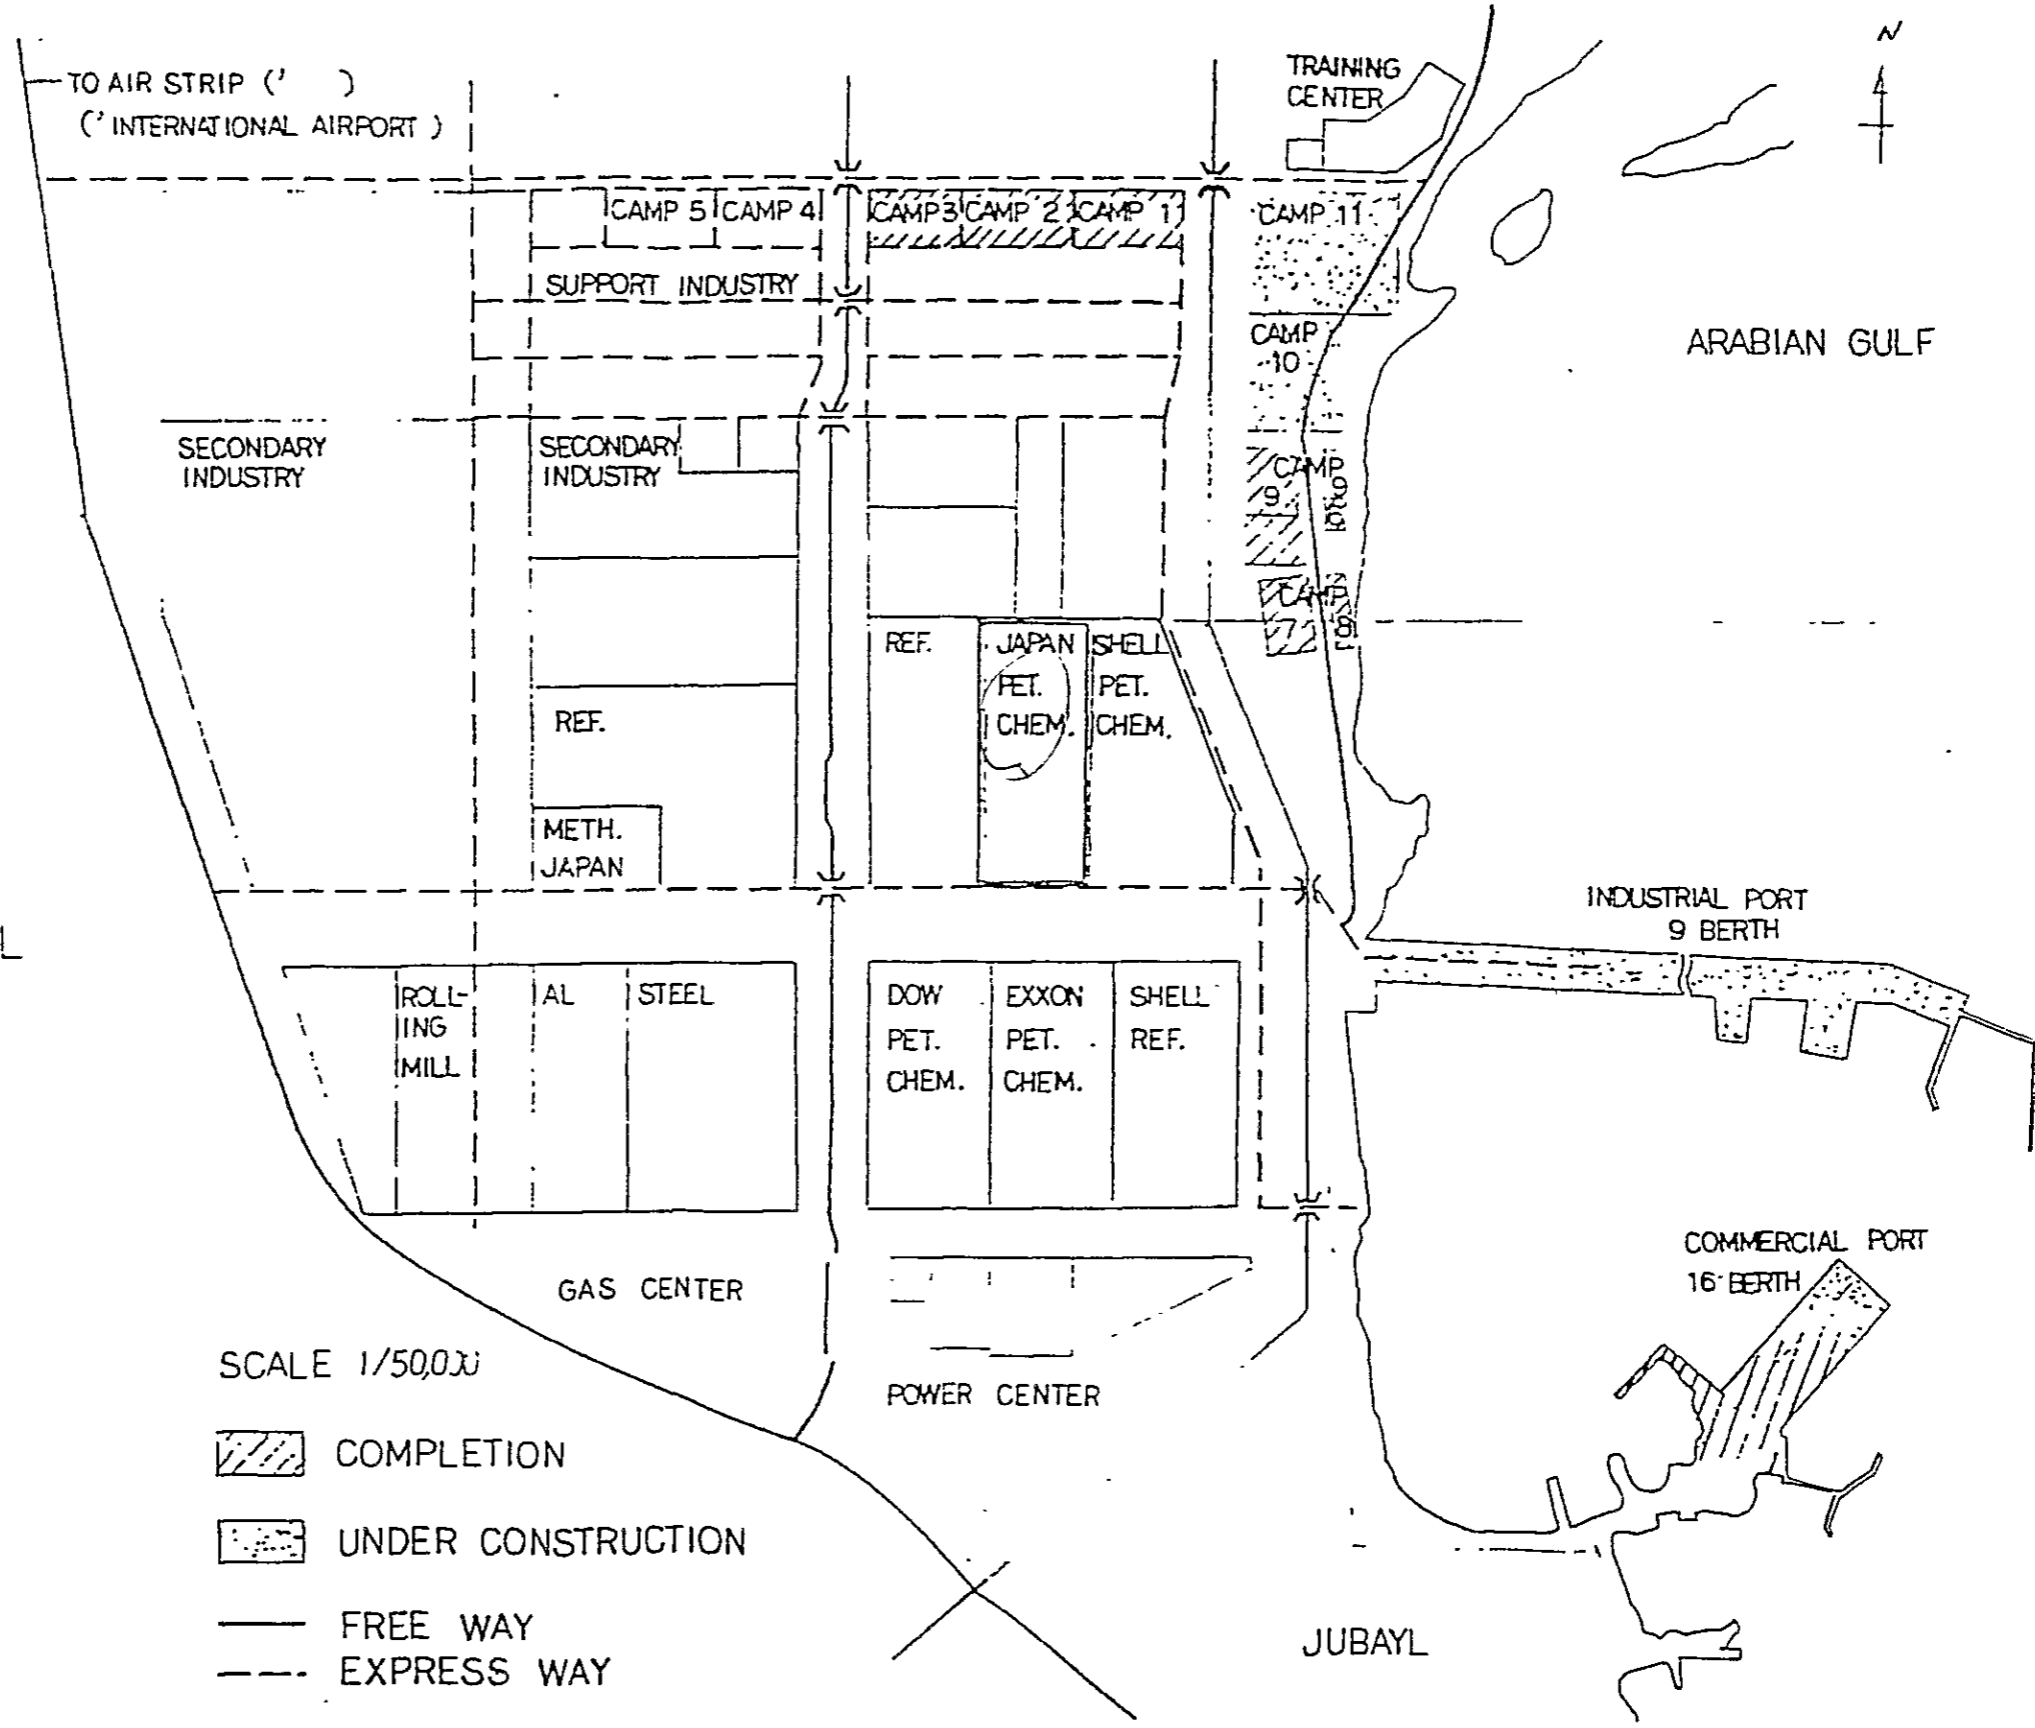 N
TRAINING
CENTER
TO AIR STRIP (' )
(' INTERNATIONAL AIRPORT )
CAMP 5
CAMP 4
CAMP 3
CAMP 2
CAMP 1
CAMP 11
SUPPORT INDUSTRY
CAMP
10
ARABIAN GULF
SECONDARY
INDUSTRY
SECONDARY
INDUSTRY
CAMP
9
CAMP
7
8
REF.
JAPAN
PET.
CHEM.
SHELL
PET.
CHEM.
REF.
METH.
JAPAN
INDUSTRIAL PORT
9 BERTH
ROLL-
ING
MILL
AL
STEEL
DOW
PET.
CHEM.
EXXON
PET.
CHEM.
SHELL
REF.
COMMERCIAL PORT
16 BERTH
GAS CENTER
POWER CENTER
SCALE 1/50,000
COMPLETION
UNDER CONSTRUCTION
FREE WAY
EXPRESS WAY
JUBAYL